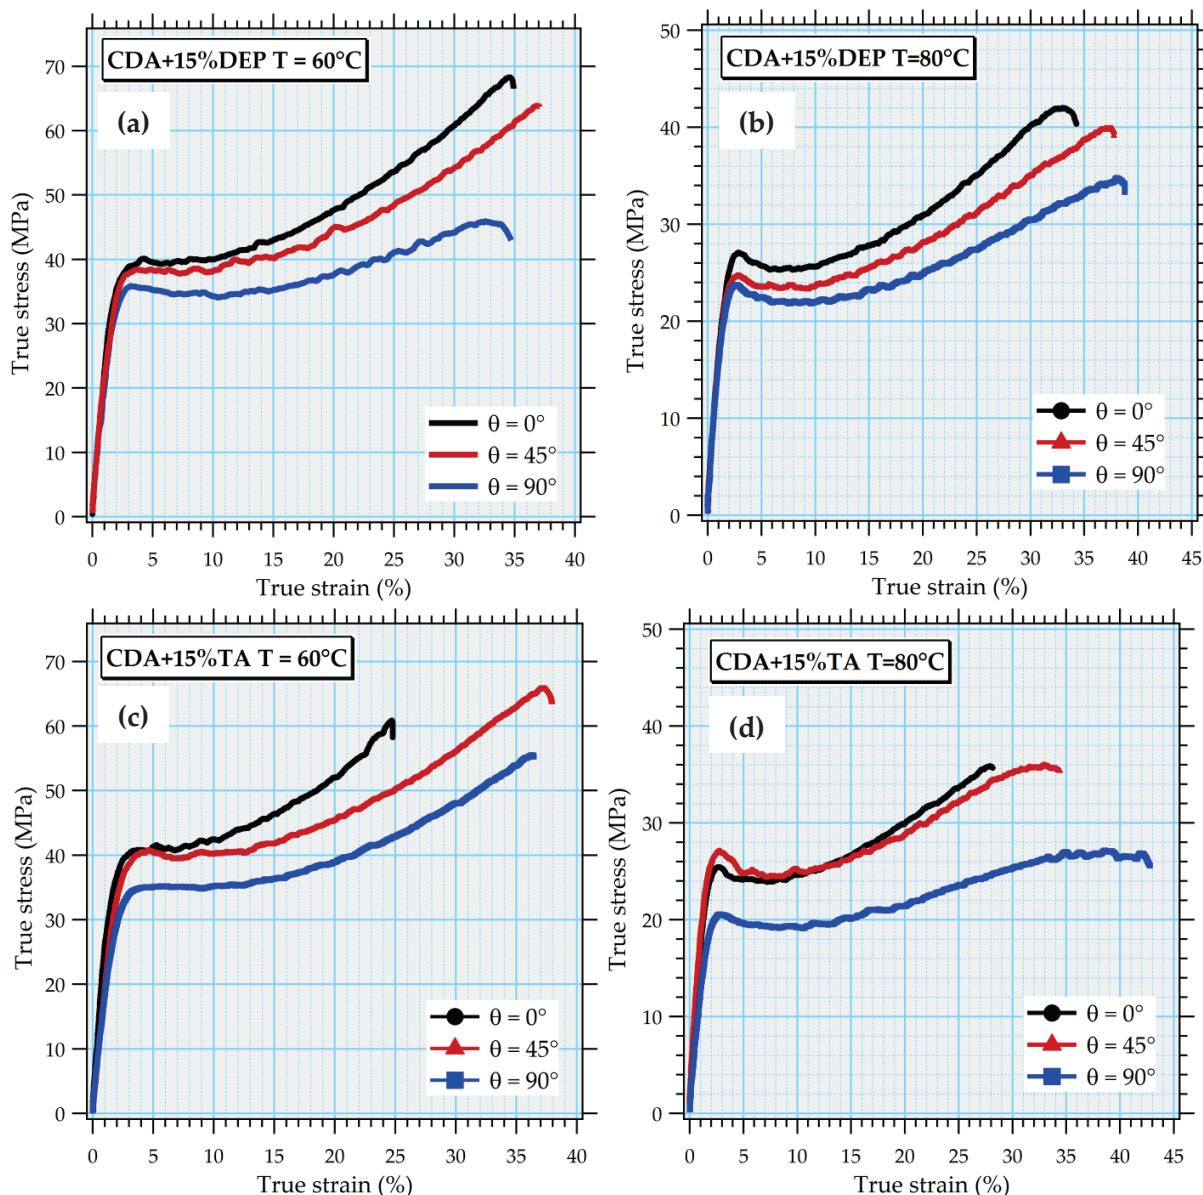 CDA+15%DEP T = 60°C
(a)
True stress (MPa)
70
60
50
40
30
20
10
0
θ = 0°
θ = 45°
θ = 90°
0 5 10 15 20 25 30 35 40
True strain (%)
CDA+15%DEP T=80°C
(b)
True stress (MPa)
50
40
30
20
10
0
θ = 0°
θ = 45°
θ = 90°
0 5 10 15 20 25 30 35 40 45
True strain (%)
CDA+15%TA T = 60°C
(c)
True stress (MPa)
70
60
50
40
30
20
10
0
θ = 0°
θ = 45°
θ = 90°
0 5 10 15 20 25 30 35 40
True strain (%)
CDA+15%TA T=80°C
(d)
True stress (MPa)
50
40
30
20
10
0
θ = 0°
θ = 45°
θ = 90°
0 5 10 15 20 25 30 35 40 45
True strain (%)